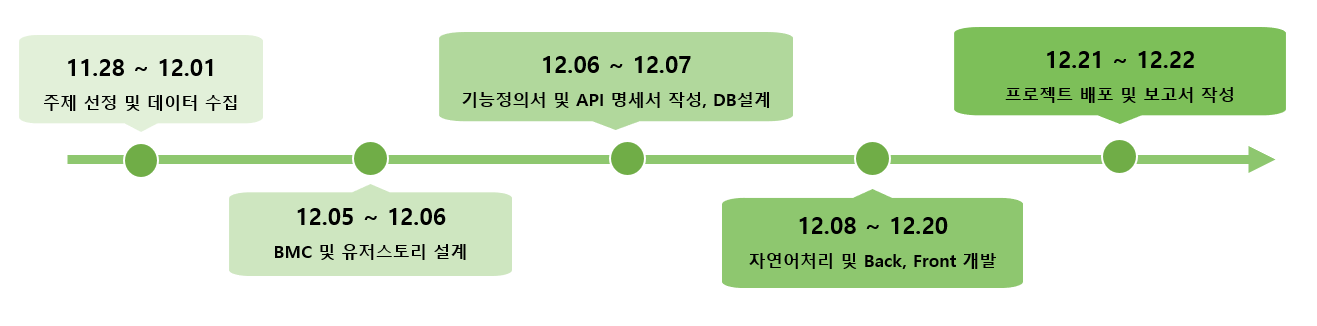 11.28 ~ 12.01
주제 선정 및 데이터 수집
12.05 ~ 12.06
BMC 및 유저스토리 설계
12.06 ~ 12.07
기능정의서 및 API 명세서 작성, DB설계
12.08 ~ 12.20
자연어처리 및 Back, Front 개발
12.21 ~ 12.22
프로젝트 배포 및 보고서 작성